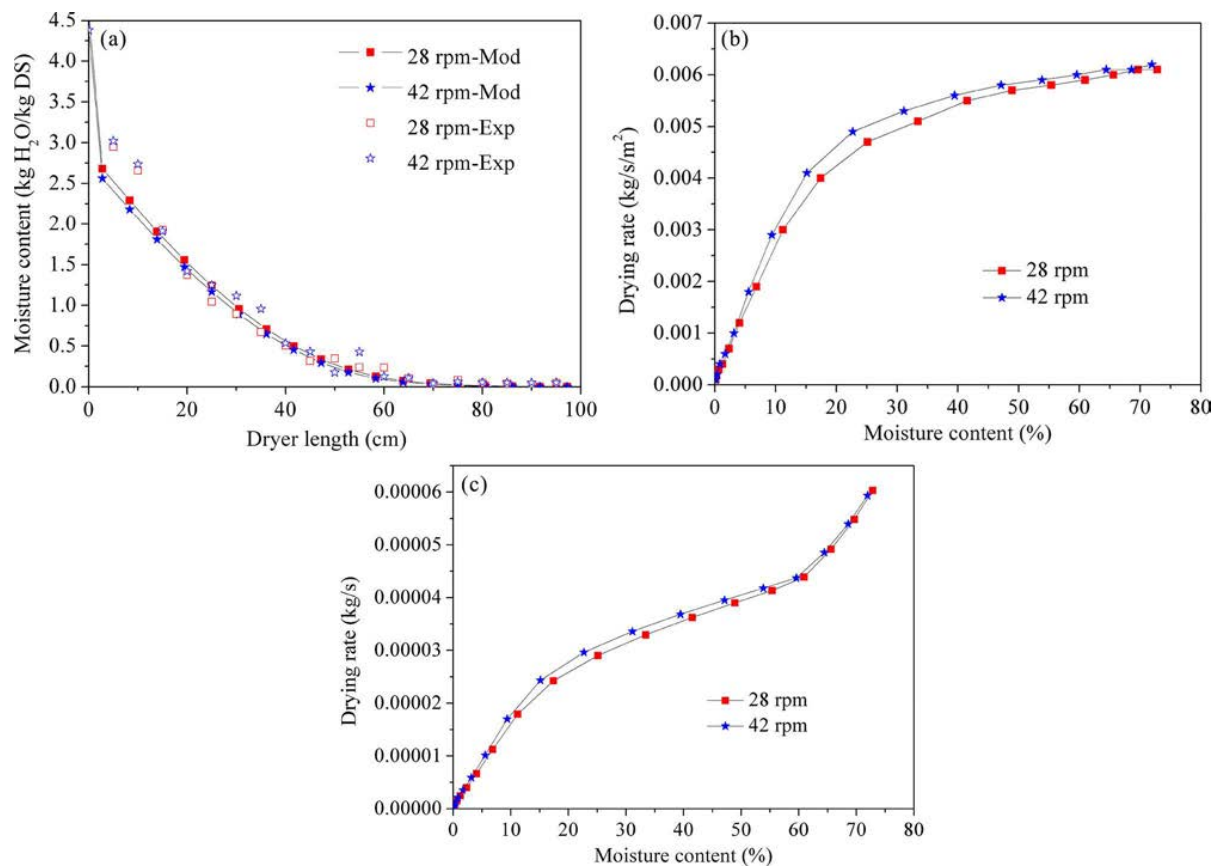 (a)
4.5
4.0
3.5
3.0
2.5
2.0
1.5
1.0
0.5
0.0
Moisture content (kg H₂O/kg DS)
28 rpm-Mod
42 rpm-Mod
28 rpm-Exp
42 rpm-Exp
0 20 40 60 80 100
Dryer length (cm)
(b)
0.007
0.006
0.005
0.004
0.003
0.002
0.001
0.000
Drying rate (kg/s/m²)
28 rpm
42 rpm
0 10 20 30 40 50 60 70 80
Moisture content (%)
(c)
0.00006
0.00005
0.00004
0.00003
0.00002
0.00001
0.00000
Drying rate (kg/s)
28 rpm
42 rpm
0 10 20 30 40 50 60 70 80
Moisture content (%)